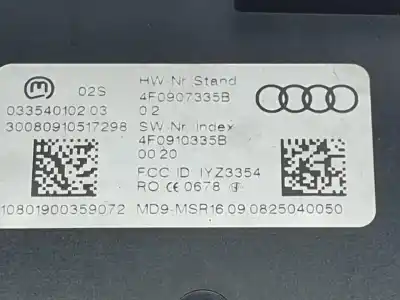 02S
HW-Nr.Stand
4F0907335B
033540102 03
02
30080910517298
SW.Nr. Index
4F0910335B
0020
FCC ID IYZ3354
RO CE 0678
10801900359072
MD9-MSR16.09 0825040050